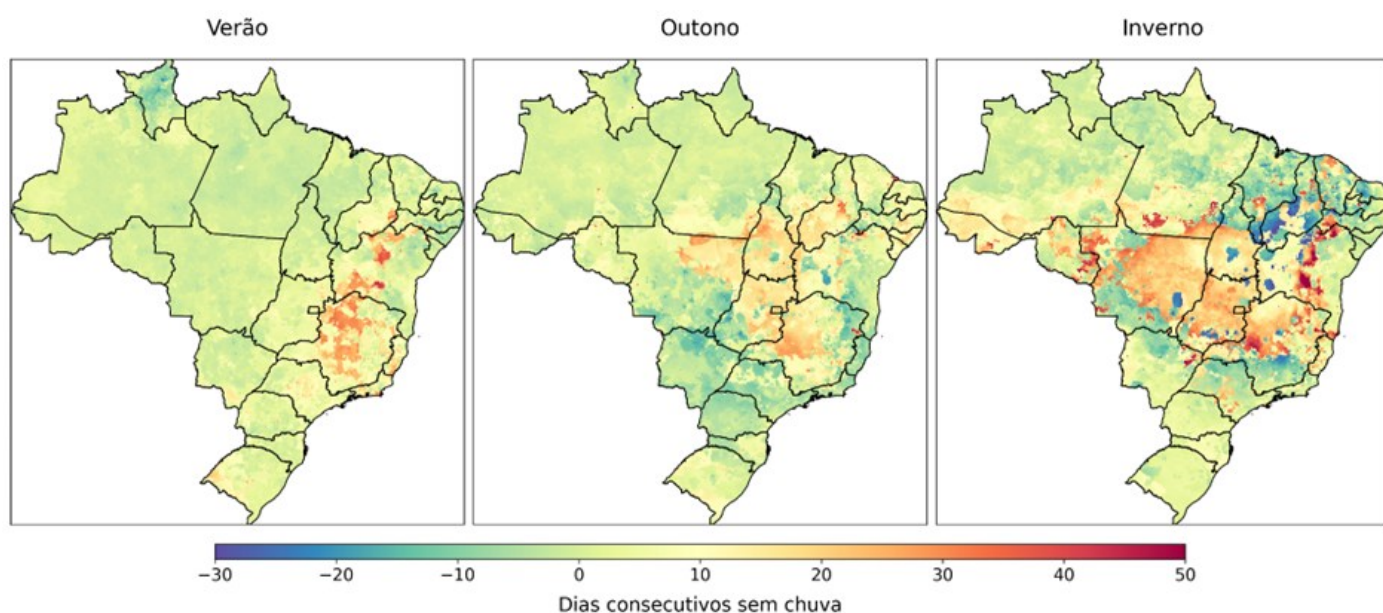 Verão Outono Inverno
−30 −20 −10 0 10 20 30 40 50
Dias consecutivos sem chuva